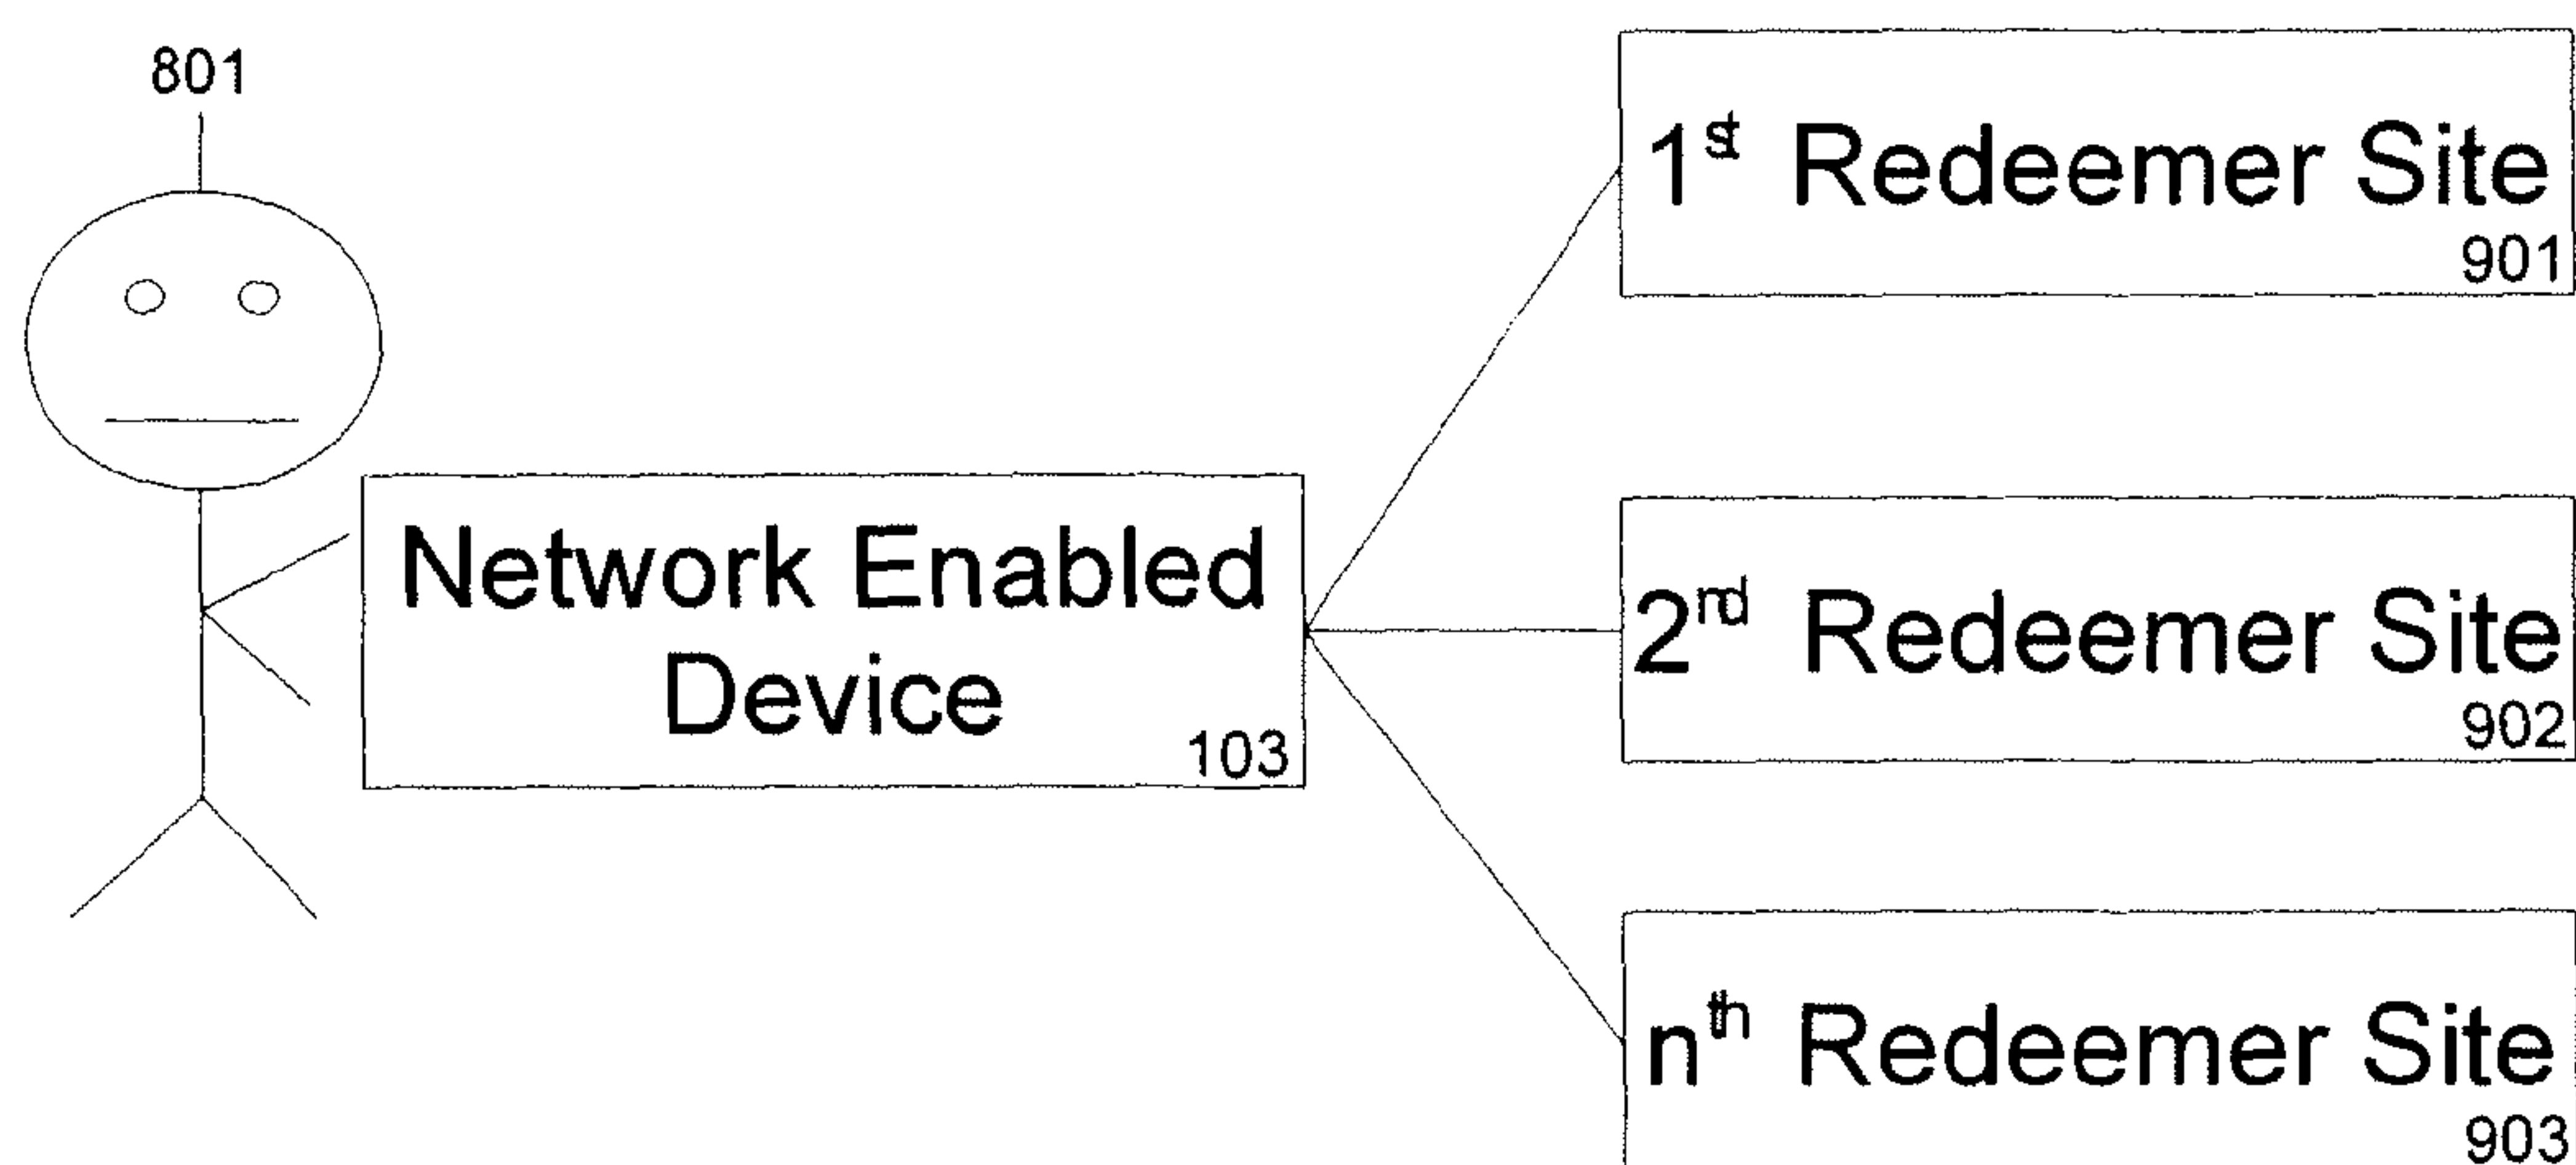 801
1st Redeemer Site
901
Network Enabled
Device
103
2nd Redeemer Site
902
nth Redeemer Site
903